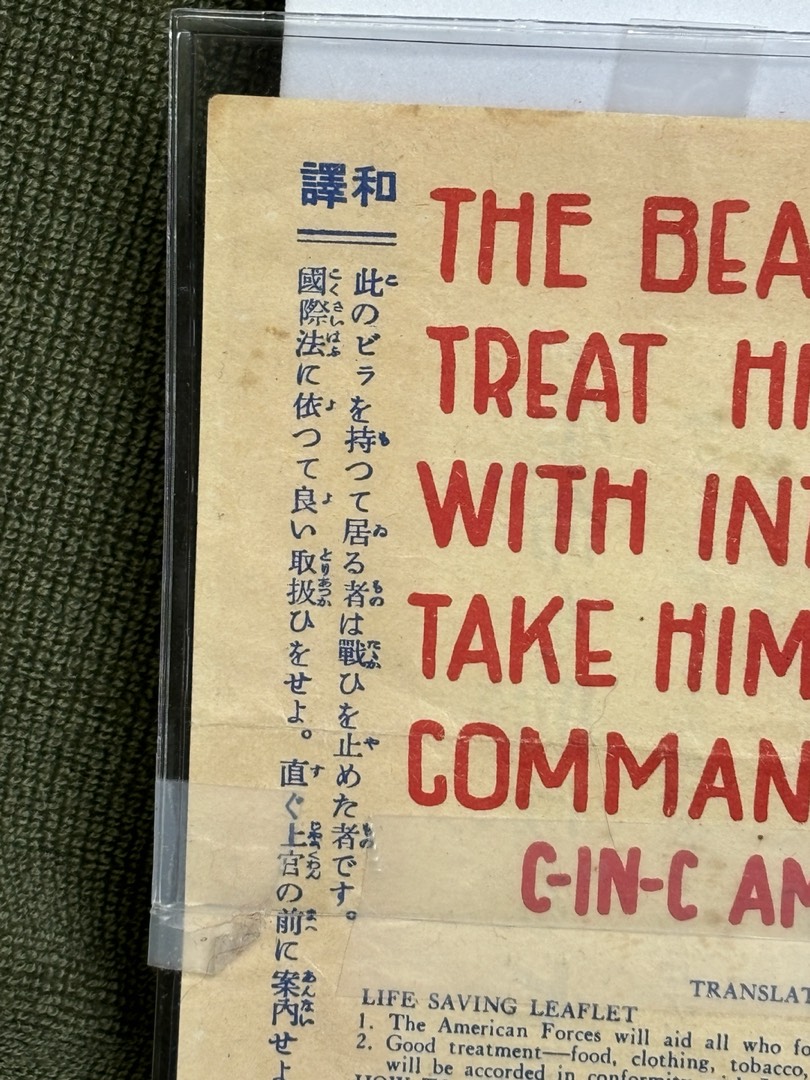 和譯
此のビラを持つて居る者は戰ひを止めた者です。
國際法に依つて良い取扱ひをせよ。直ぐ上官の前に案内せよ
THE BEA
TREAT HI
WITH INT
TAKE HIM
COMMAN
C-IN-C AM
TRANSLAT
LIFE SAVING LEAFLET
1. The American Forces will aid all who fo
2. Good treatment—food, clothing, tobacco,
will be accorded in conformit